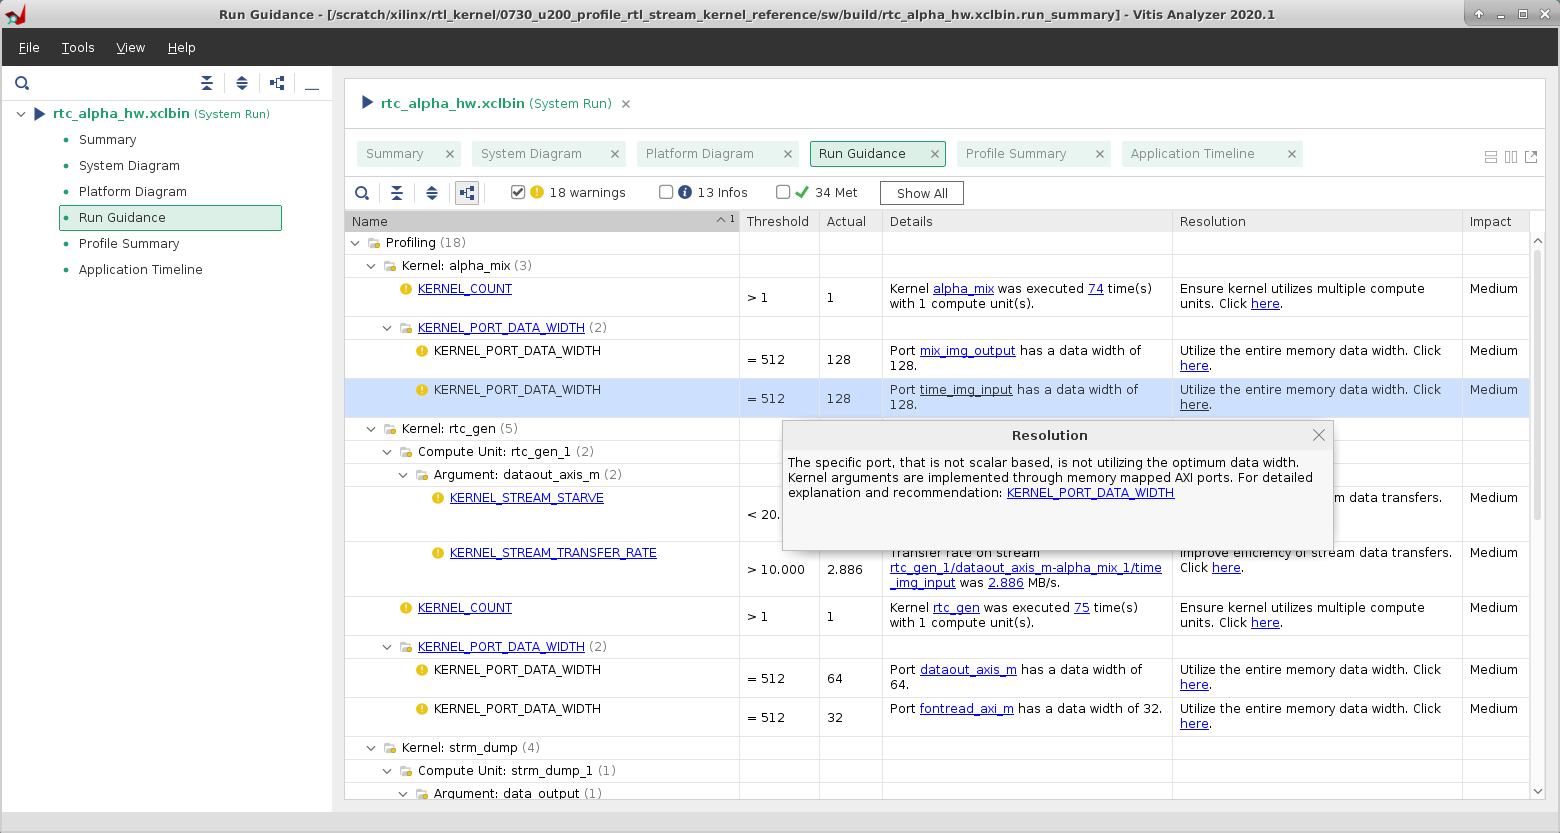 Run Guidance - [/scratch/xilinx/rtl_kernel/0730_u200_profile_rtl_stream_kernel_reference/sw/build/rtc_alpha_hw.xclbin.run_summary] - Vitis Analyzer 2020.1
File Tools View Help
rtc_alpha_hw.xclbin (System Run)
Summary
System Diagram
Platform Diagram
Run Guidance
Profile Summary
Application Timeline
rtc_alpha_hw.xclbin (System Run)
Summary System Diagram Platform Diagram Run Guidance Profile Summary Application Timeline
18 warnings 13 Infos 34 Met Show All
Name 1 Threshold Actual Details Resolution Impact
Profiling (18)
Kernel: alpha_mix (3)
KERNEL_COUNT > 1 1 Kernel alpha_mix was executed 74 time(s) Ensure kernel utilizes multiple compute Medium
with 1 compute unit(s). units. Click here.
KERNEL_PORT_DATA_WIDTH (2)
KERNEL_PORT_DATA_WIDTH = 512 128 Port mix_img_output has a data width of Utilize the entire memory data width. Click Medium
128. here.
KERNEL_PORT_DATA_WIDTH = 512 128 Port time_img_input has a data width of Utilize the entire memory data width. Click Medium
128. here.
Kernel: rtc_gen (5)
Compute Unit: rtc_gen_1 (2)
Argument: dataout_axis_m (2)
KERNEL_STREAM_STARVE < 20. m data transfers. Medium
Resolution
The specific port, that is not scalar based, is not utilizing the optimum data width.
Kernel arguments are implemented through memory mapped AXI ports. For detailed
explanation and recommendation: KERNEL_PORT_DATA_WIDTH
KERNEL_STREAM_TRANSFER_RATE > 10.000 2.886 Transfer rate on stream Improve efficiency of stream data transfers. Medium
rtc_gen_1/dataout_axis_m-alpha_mix_1/time Click here.
_img_input was 2.886 MB/s.
KERNEL_COUNT > 1 1 Kernel rtc_gen was executed 75 time(s) Ensure kernel utilizes multiple compute Medium
with 1 compute unit(s). units. Click here.
KERNEL_PORT_DATA_WIDTH (2)
KERNEL_PORT_DATA_WIDTH = 512 64 Port dataout_axis_m has a data width of Utilize the entire memory data width. Click Medium
64. here.
KERNEL_PORT_DATA_WIDTH = 512 32 Port fontread_axi_m has a data width of 32. Utilize the entire memory data width. Click Medium
here.
Kernel: strm_dump (4)
Compute Unit: strm_dump_1 (1)
Argument: data_output (1)